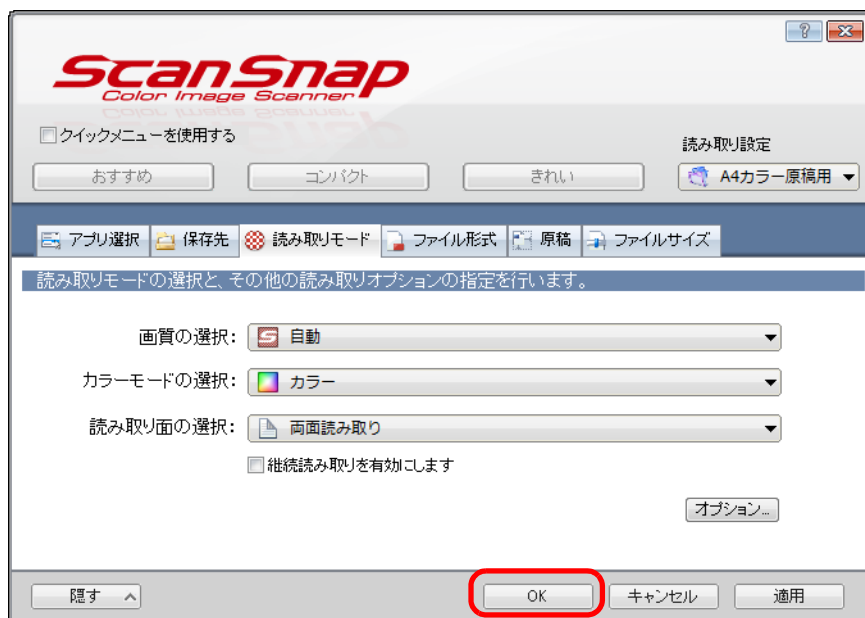 ScanSnap
Color Image Scanner
クイックメニューを使用する
読み取り設定
おすすめ コンパクト きれい A4カラー原稿用
アプリ選択 保存先 読み取りモード ファイル形式 原稿 ファイルサイズ
読み取りモードの選択と、その他の読み取りオプションの指定を行います。
画質の選択: 自動
カラーモードの選択: カラー
読み取り面の選択: 両面読み取り
継続読み取りを有効にします
オプション...
隠す OK キャンセル 適用